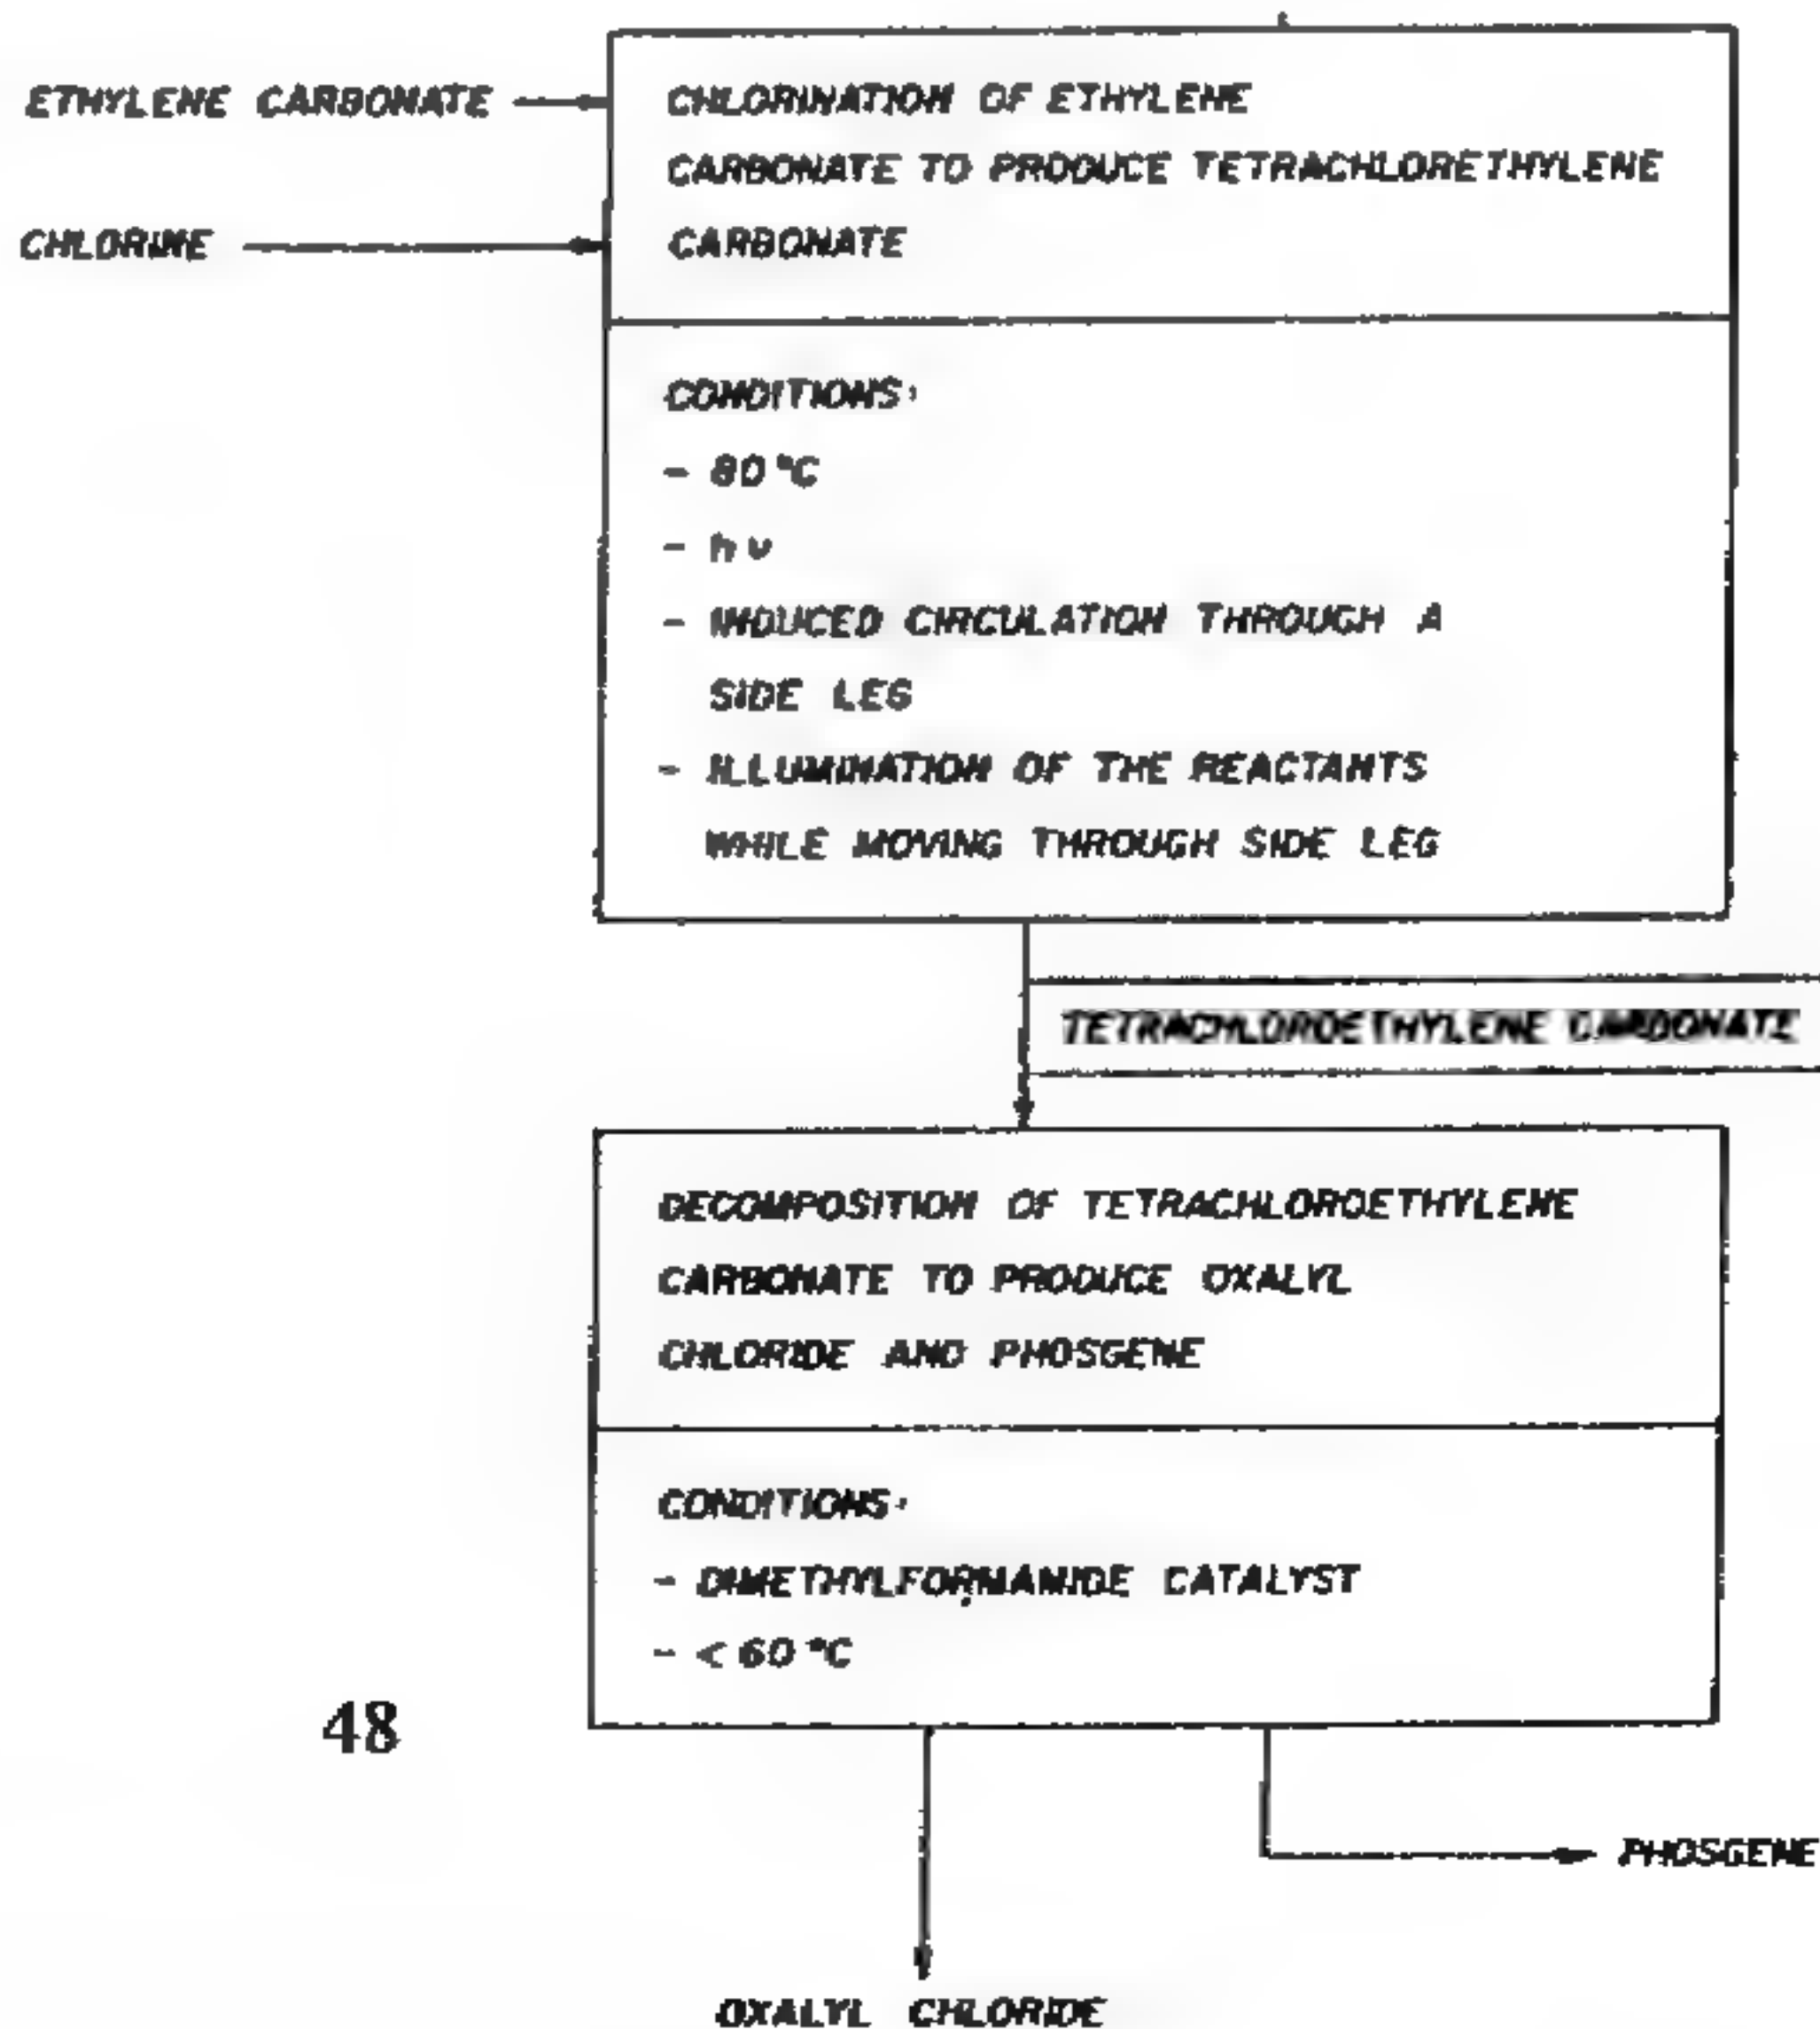 ETHYLENE CARBONATE
CHLORINE
CHLORINATION OF ETHYLENE
CARBONATE TO PRODUCE TETRACHLORETHYLENE
CARBONATE
CONDITIONS:
- 80°C
- hν
- INDUCED CIRCULATION THROUGH A
SIDE LEG
- ILLUMINATION OF THE REACTANTS
WHILE MOVING THROUGH SIDE LEG
TETRACHLOROETHYLENE CARBONATE
DECOMPOSITION OF TETRACHLOROETHYLENE
CARBONATE TO PRODUCE OXALYL
CHLORIDE AND PHOSGENE
CONDITIONS:
- DIMETHYLFORMAMIDE CATALYST
- < 60°C
48
PHOSGENE
OXALYL CHLORIDE